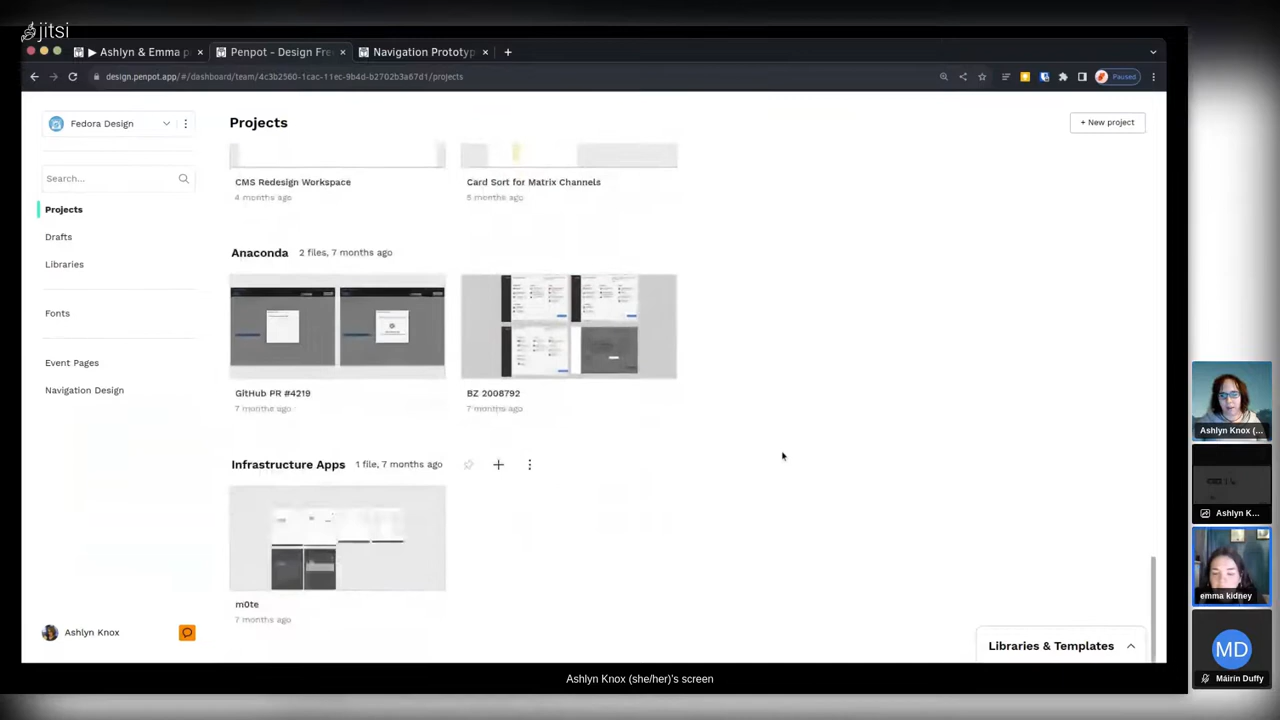 jitsi
▶ Ashlyn & Emma p
Penpot - Design Fre
Navigation Prototyp
design.penpot.app/#/dashboard/team/4c3b2560-1cac-11ec-9b4d-b2702b3a67d1/projects
Paused
Fedora Design
Projects
+ New project
Search...
CMS Redesign Workspace
Card Sort for Matrix Channels
4 months ago
5 months ago
Projects
Drafts
Libraries
Anaconda 2 files, 7 months ago
Fonts
Event Pages
Navigation Design
GitHub PR #4219
BZ 2008792
7 months ago
7 months ago
Infrastructure Apps 1 file, 7 months ago
m0te
7 months ago
Ashlyn Knox
Libraries & Templates
Ashlyn Knox (...
Ashlyn K...
emma kidney
MD
Máirín Duffy
Ashlyn Knox (she/her)'s screen